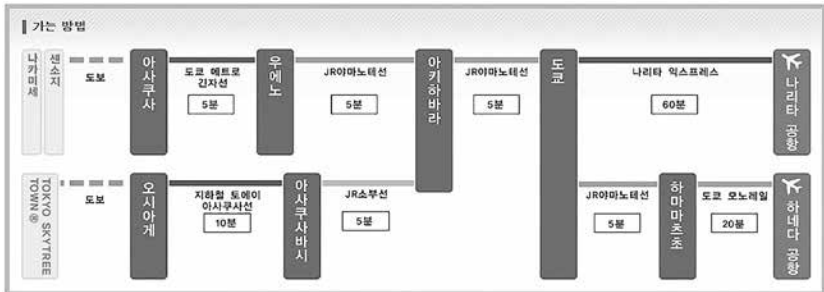 가는 방법
나카미세
센소지
도보
아사쿠사
도쿄 메트로
긴자선
5분
우에노
JR야마노테선
5분
아키하바라
JR야마노테선
5분
도쿄
나리타 익스프레스
60분
나리타 공항
TOKYO SKYTREE
TOWN ®
도보
오시아게
지하철 토에이
아사쿠사선
10분
아사쿠사바시
JR소부선
5분
JR야마노테선
5분
하마마츠초
도쿄 모노레일
20분
하네다 공항